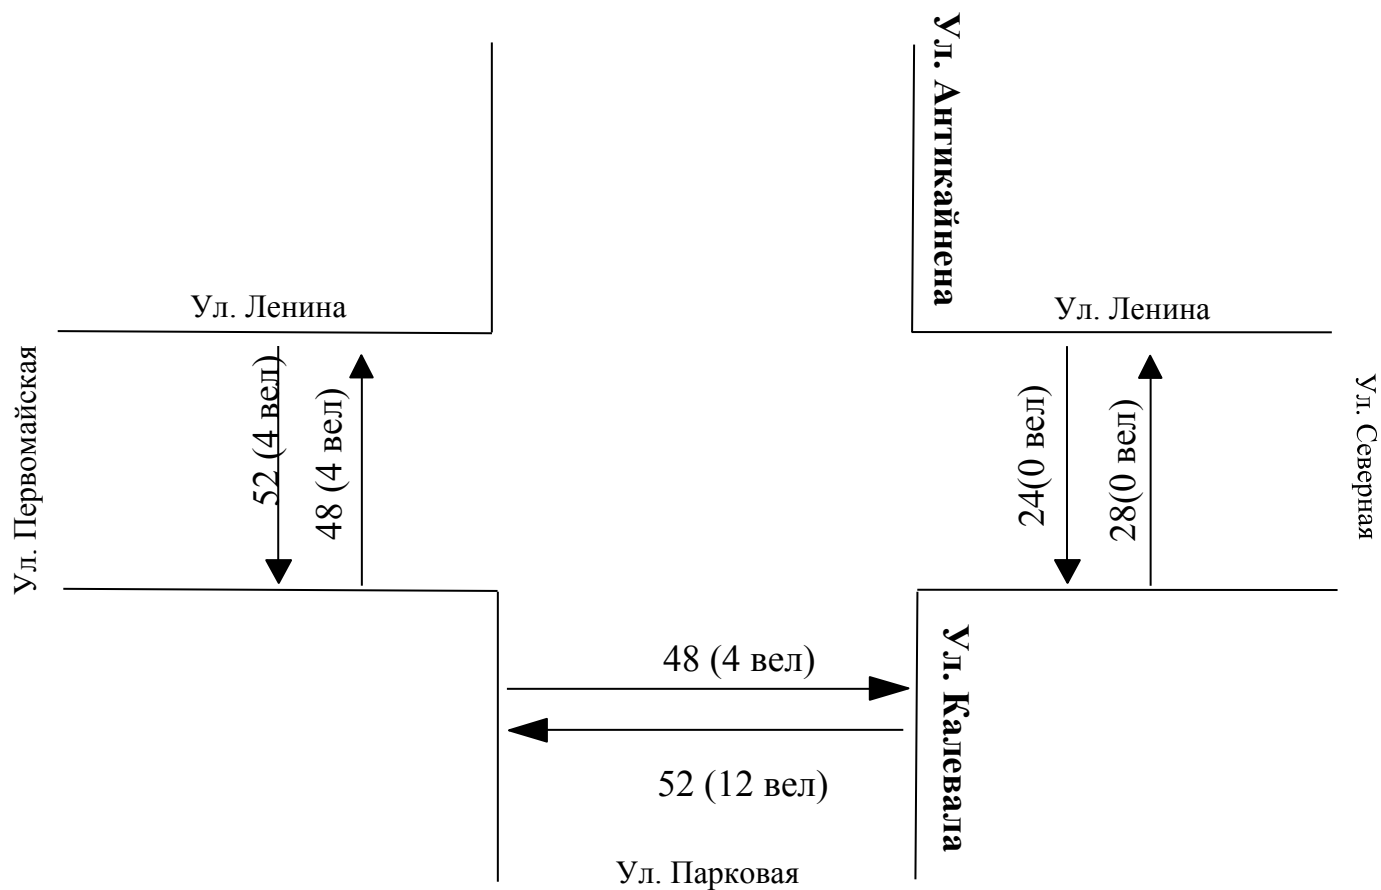 Ул. Антикайнена
Ул. Ленина
Ул. Ленина
Ул. Первомайская
52 (4 вел)
48 (4 вел)
24(0 вел)
28(0 вел)
Ул. Северная
48 (4 вел)
52 (12 вел)
Ул. Калевала
Ул. Парковая